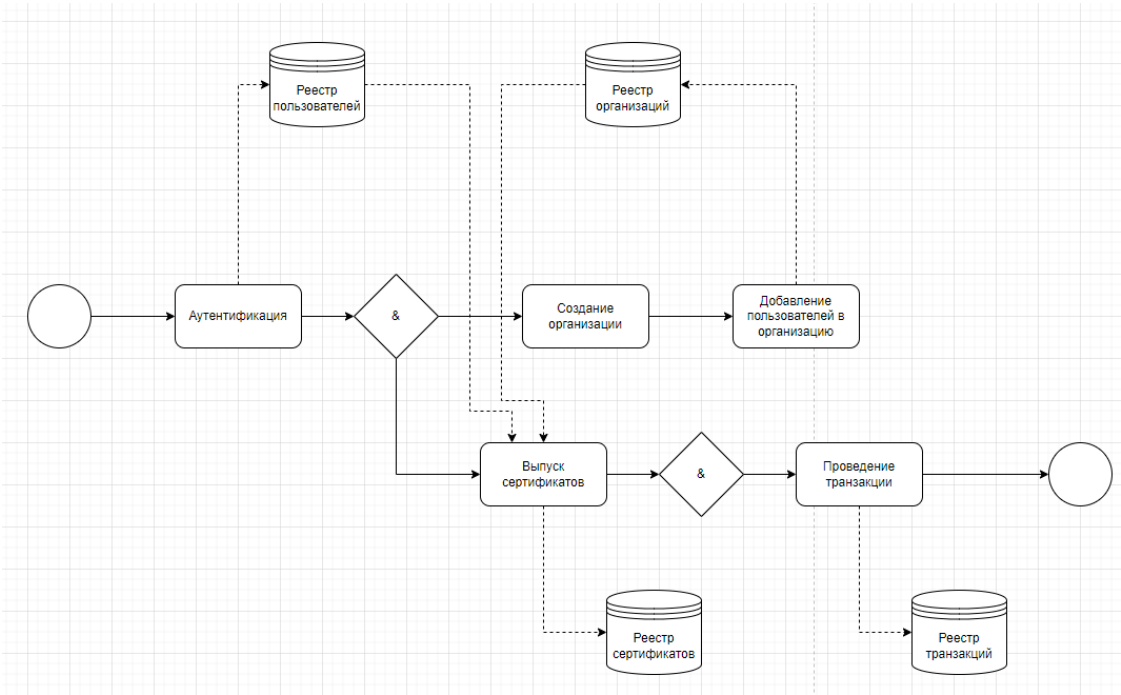 Реестр
пользователей
Реестр
организаций
Аутентификация
&
Создание
организации
Добавление
пользователей в
организацию
Выпуск
сертификатов
&
Проведение
транзакции
Реестр
сертификатов
Реестр
транзакций